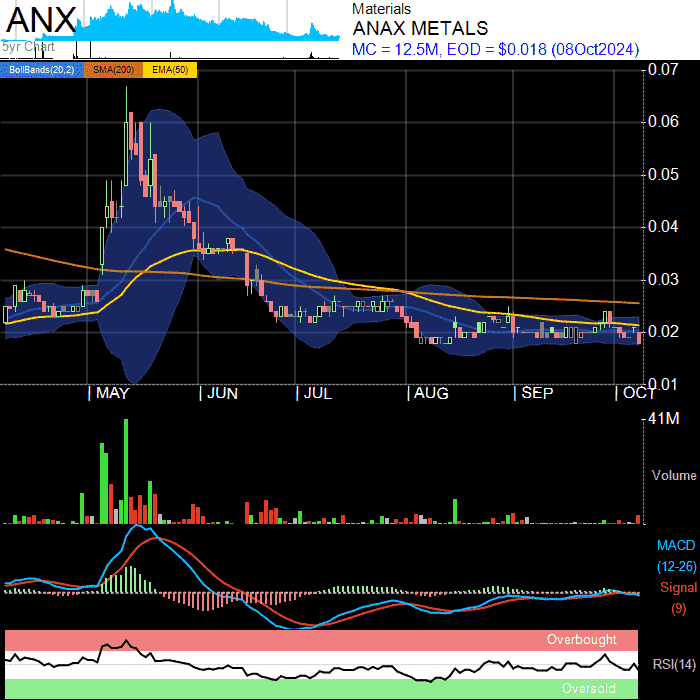 ANX
5yr Chart
Materials
ANAX METALS
MC = 12.5M, EOD = $0.018 (08Oct2024)
BollBands(20,2) SMA(200) EMA(50)
0.07
0.06
0.05
0.04
0.03
0.02
0.01
MAY JUN JUL AUG SEP OCT
41M
Volume
MACD
(12-26)
Signal
(9)
Overbought
RSI(14)
Oversold